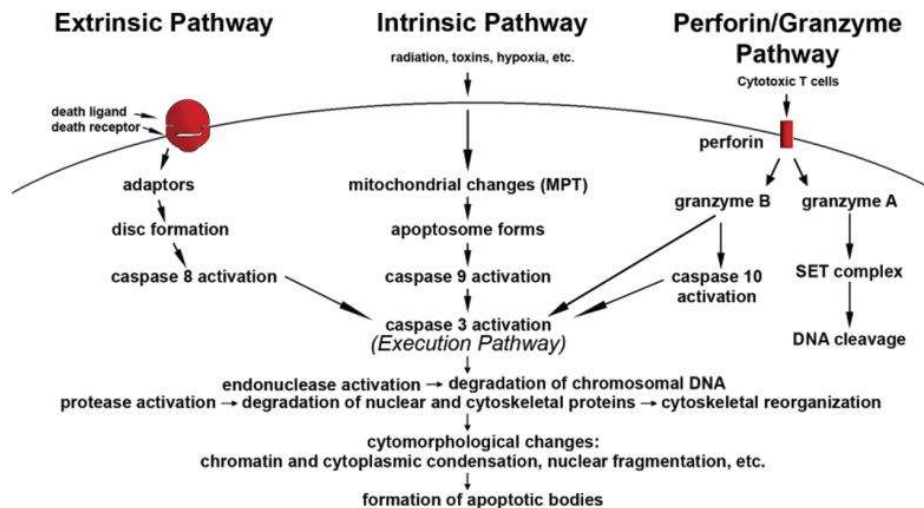 Extrinsic Pathway
Intrinsic Pathway
Perforin/Granzyme
Pathway
radiation, toxins, hypoxia, etc.
Cytotoxic T cells
death ligand
death receptor
perforin
adaptors
mitochondrial changes (MPT)
granzyme B
granzyme A
disc formation
apoptosome forms
caspase 8 activation
caspase 9 activation
caspase 10
activation
SET complex
caspase 3 activation
(Execution Pathway)
DNA cleavage
endonuclease activation → degradation of chromosomal DNA
protease activation → degradation of nuclear and cytoskeletal proteins → cytoskeletal reorganization
cytomorphological changes:
chromatin and cytoplasmic condensation, nuclear fragmentation, etc.
formation of apoptotic bodies